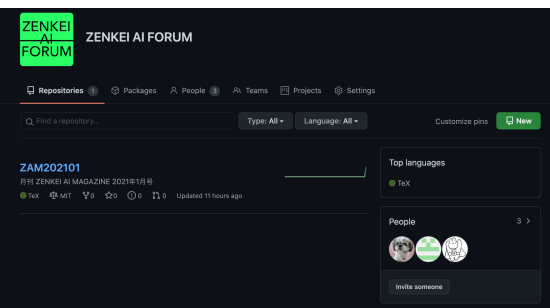 ZENKEI
AI
FORUM
ZENKEI AI FORUM
Repositories 1 Packages People 3 Teams Projects Settings
Find a repository... Type: All Language: All Customize pins New
ZAM202101
月刊 ZENKEI AI MAGAZINE 2021年1月号
TeX MIT 0 0 0 0 Updated 11 hours ago
Top languages
TeX
People 3
Invite someone